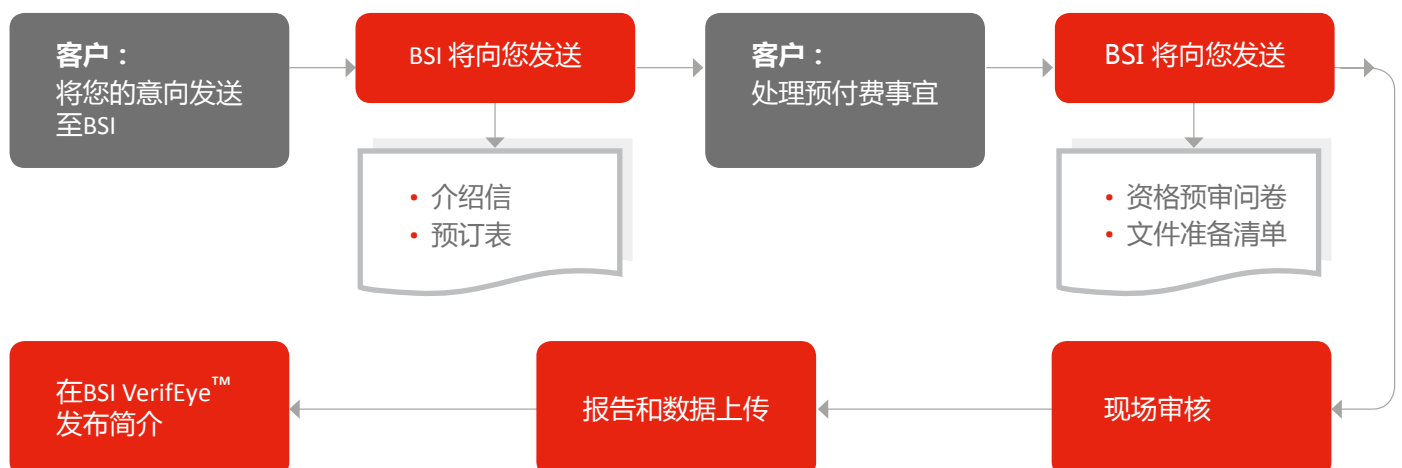 客户：
将您的意向发送
至BSI
BSI 将向您发送
• 介绍信
• 预订表
客户：
处理预付费事宜
BSI 将向您发送
• 资格预审问卷
• 文件准备清单
现场审核
报告和数据上传
在BSI VerifEye™
发布简介